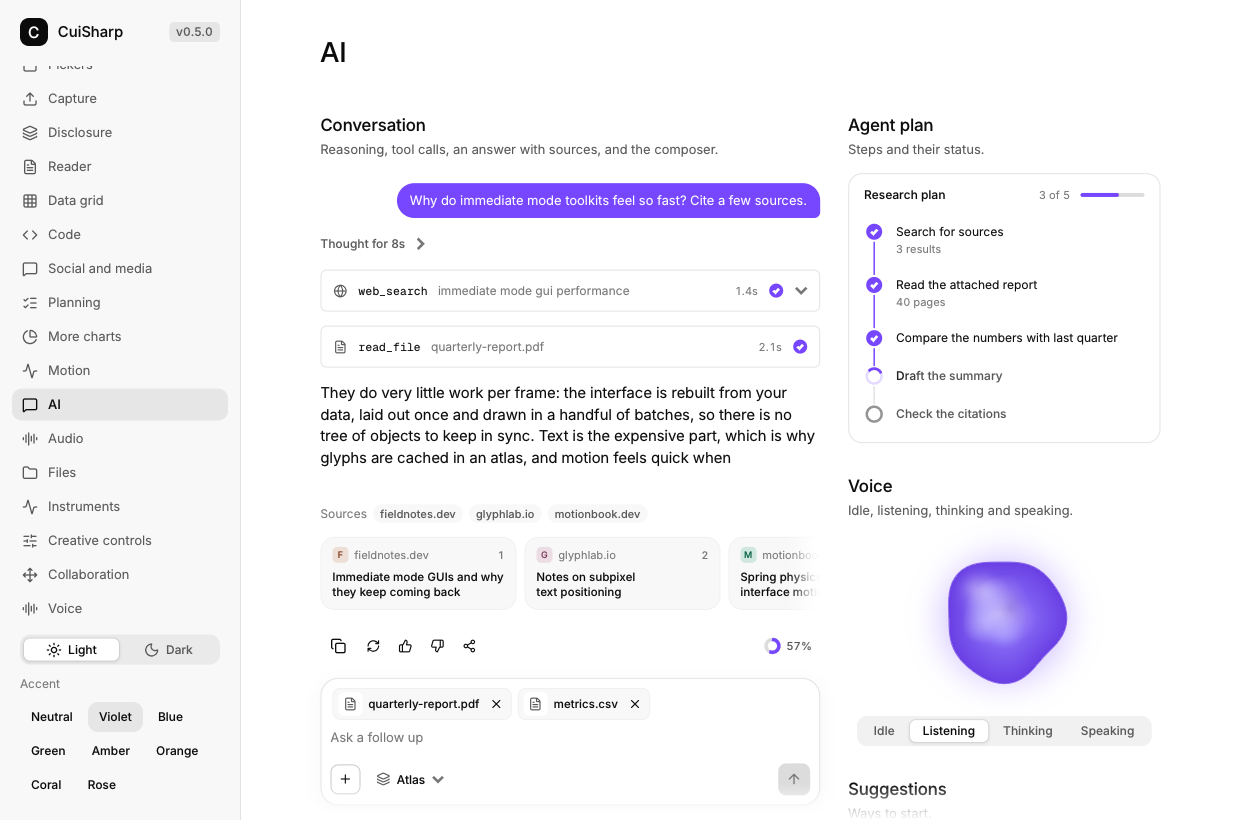 C CuiSharp v0.5.0
Pickers
Capture
Disclosure
Reader
Data grid
Code
Social and media
Planning
More charts
Motion
AI
Audio
Files
Instruments
Creative controls
Collaboration
Voice
Light Dark
Accent
Neutral Violet Blue
Green Amber Orange
Coral Rose
AI
Conversation
Reasoning, tool calls, an answer with sources, and the composer.
Why do immediate mode toolkits feel so fast? Cite a few sources.
Thought for 8s
web_search immediate mode gui performance 1.4s
read_file quarterly-report.pdf 2.1s
They do very little work per frame: the interface is rebuilt from your
data, laid out once and drawn in a handful of batches, so there is no
tree of objects to keep in sync. Text is the expensive part, which is why
glyphs are cached in an atlas, and motion feels quick when
Sources fieldnotes.dev glyphlab.io motionbook.dev
F fieldnotes.dev 1
Immediate mode GUIs and why
they keep coming back
G glyphlab.io 2
Notes on subpixel
text positioning
M motionboo
Spring physic
interface moti
57%
quarterly-report.pdf metrics.csv
Ask a follow up
Atlas
Agent plan
Steps and their status.
Research plan 3 of 5
Search for sources
3 results
Read the attached report
40 pages
Compare the numbers with last quarter
Draft the summary
Check the citations
Voice
Idle, listening, thinking and speaking.
Idle Listening Thinking Speaking
Suggestions
Ways to start.